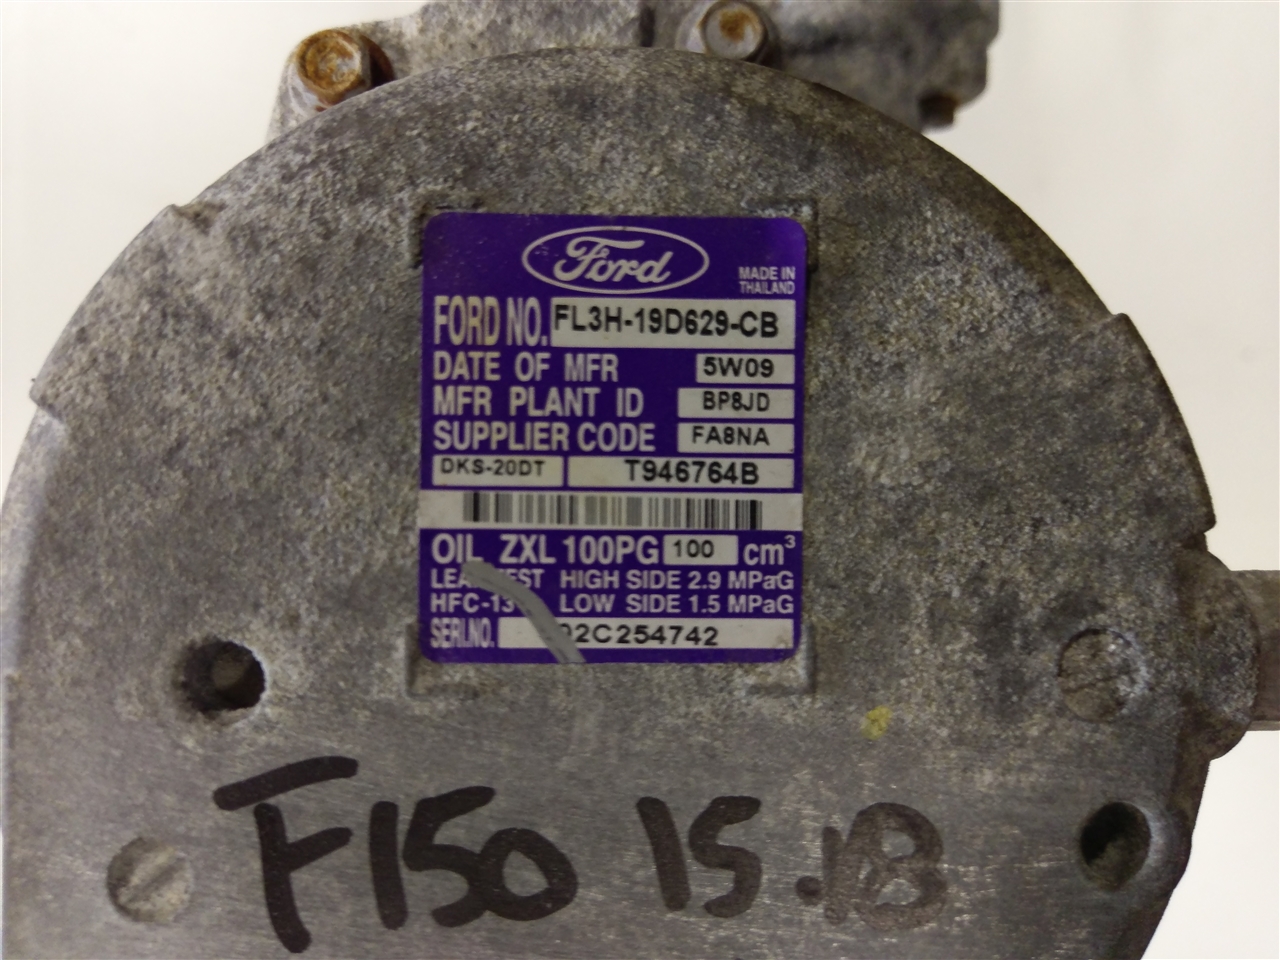 Ford
MADE IN
THAILAND
FORD NO. FL3H-19D629-CB
DATE OF MFR 5W09
MFR PLANT ID BP8JD
SUPPLIER CODE FA8NA
DKS-20DT T946764B
OIL ZXL 100PG 100 cm³
HIGH SIDE 2.9 MPaG
LOW SIDE 1.5 MPaG
SERI.NO. 02C254742
F150 15.18